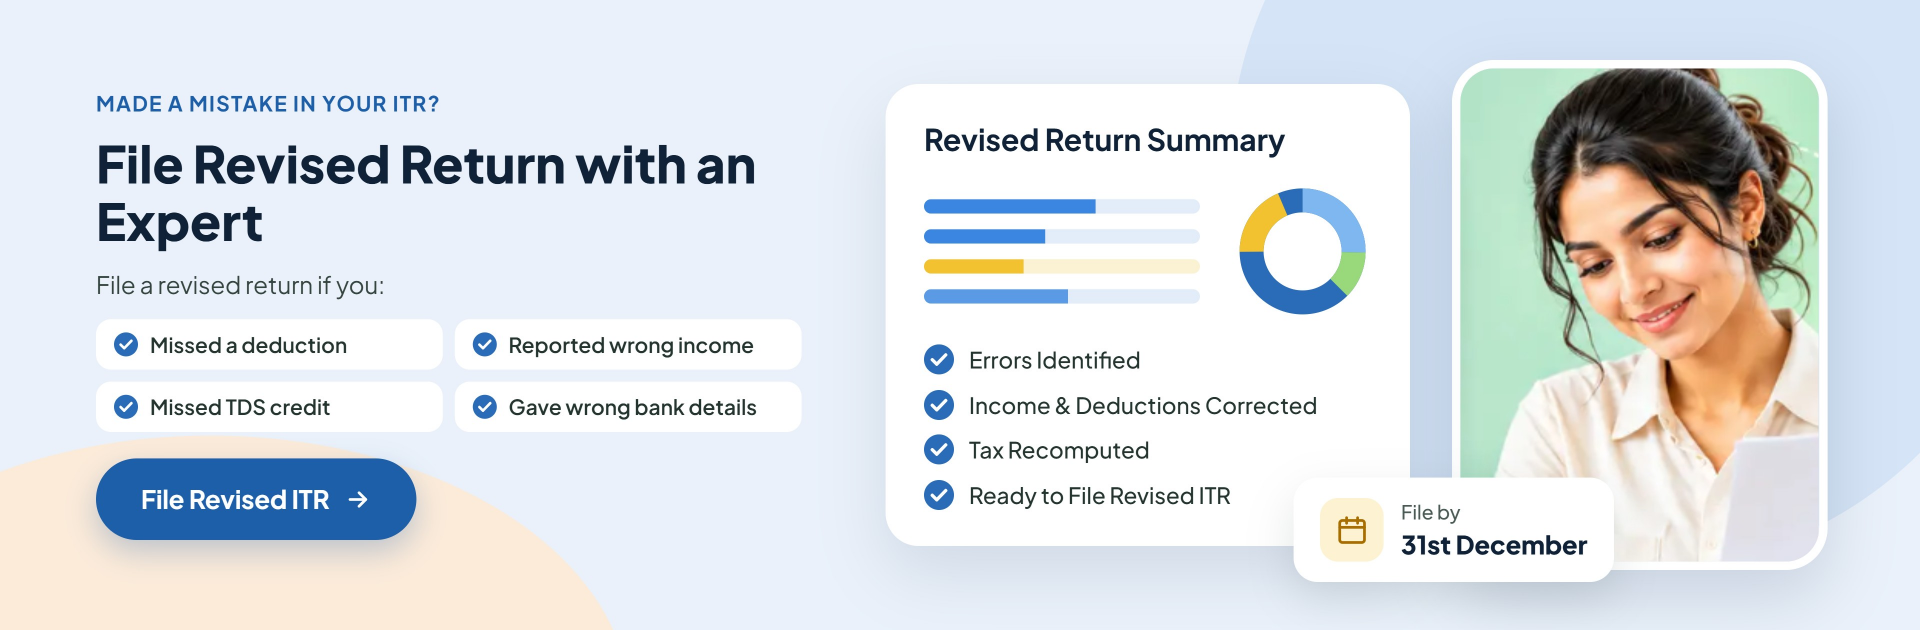 MADE A MISTAKE IN YOUR ITR?
File Revised Return with an
Expert
File a revised return if you:
Missed a deduction
Reported wrong income
Missed TDS credit
Gave wrong bank details
File Revised ITR
Revised Return Summary
Errors Identified
Income & Deductions Corrected
Tax Recomputed
Ready to File Revised ITR
File by
31st December